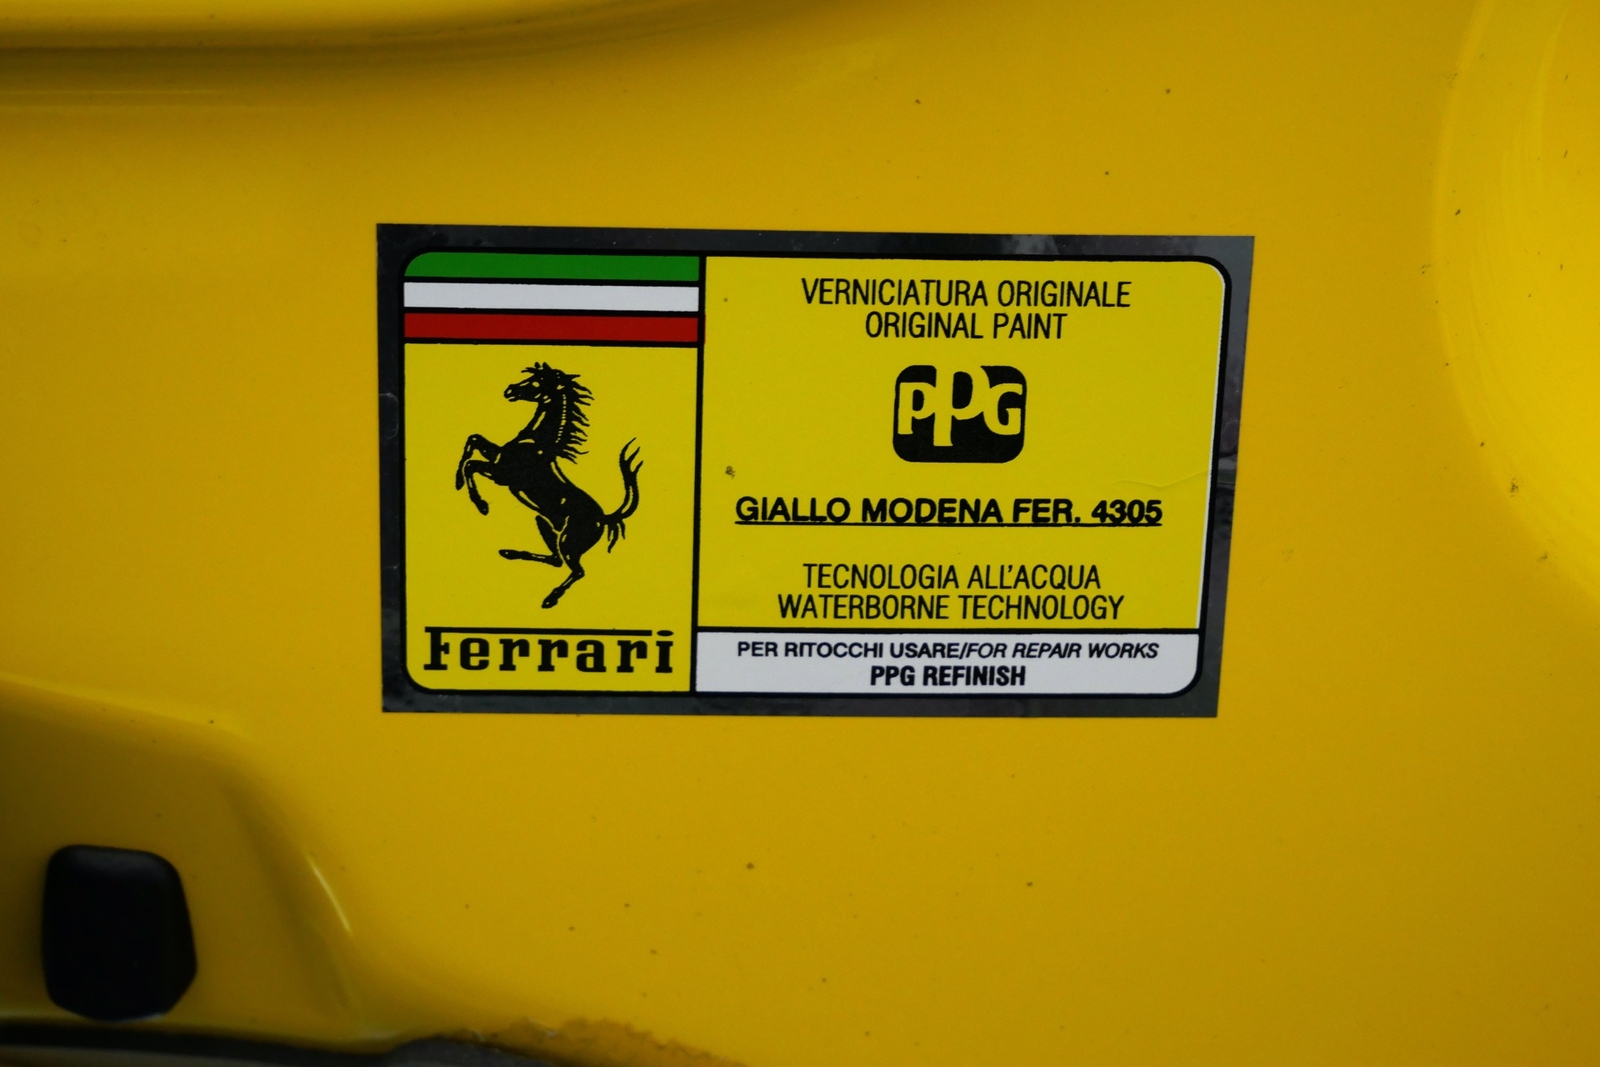 Ferrari
VERNICIATURA ORIGINALE
ORIGINAL PAINT
PPG
GIALLO MODENA FER. 4305
TECNOLOGIA ALL'ACQUA
WATERBORNE TECHNOLOGY
PER RITOCCHI USARE/FOR REPAIR WORKS
PPG REFINISH